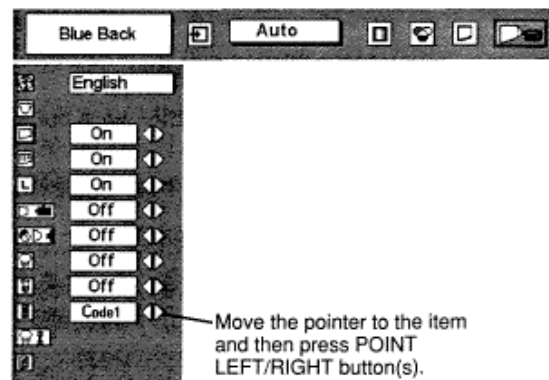 Blue Back
Auto
English
On
On
On
Off
Off
Off
Off
Code1
Move the pointer to the item
and then press POINT
LEFT/RIGHT button(s).